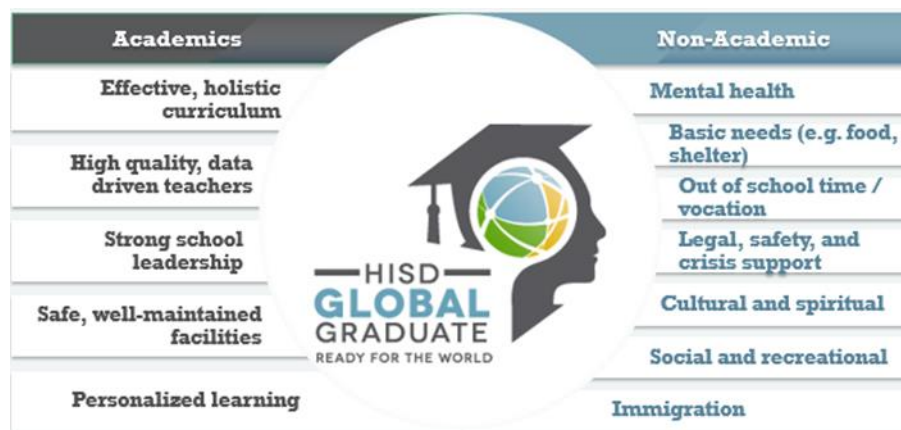 Academics
Effective, holistic
curriculum
High quality, data
driven teachers
Strong school
leadership
Safe, well-maintained
facilities
Personalized learning
HISD
GLOBAL
GRADUATE
READY FOR THE WORLD
Non-Academic
Mental health
Basic needs (e.g. food,
shelter)
Out of school time /
vocation
Legal, safety, and
crisis support
Cultural and spiritual
Social and recreational
Immigration